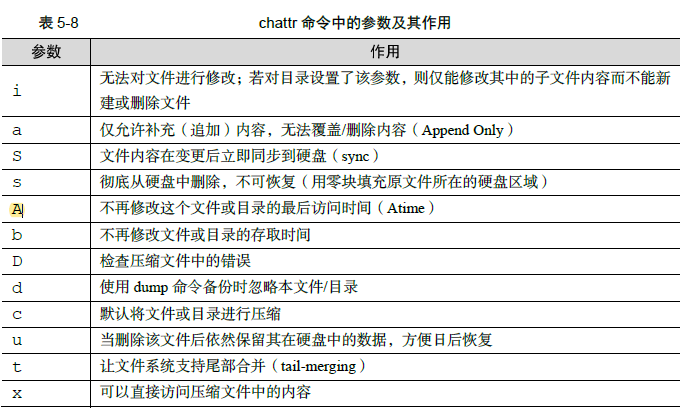 表 5-8 chattr 命令中的参数及其作用
参数 作用
i 无法对文件进行修改；若对目录设置了该参数，则仅能修改其中的子文件内容而不能新
建或删除文件
a 仅允许补充（追加）内容，无法覆盖/删除内容（Append Only）
S 文件内容在变更后立即同步到硬盘（sync）
s 彻底从硬盘中删除，不可恢复（用零块填充原文件所在的硬盘区域）
A 不再修改这个文件或目录的最后访问时间（Atime）
b 不再修改文件或目录的存取时间
D 检查压缩文件中的错误
d 使用 dump 命令备份时忽略本文件/目录
c 默认将文件或目录进行压缩
u 当删除该文件后依然保留其在硬盘中的数据，方便日后恢复
t 让文件系统支持尾部合并（tail-merging）
x 可以直接访问压缩文件中的内容